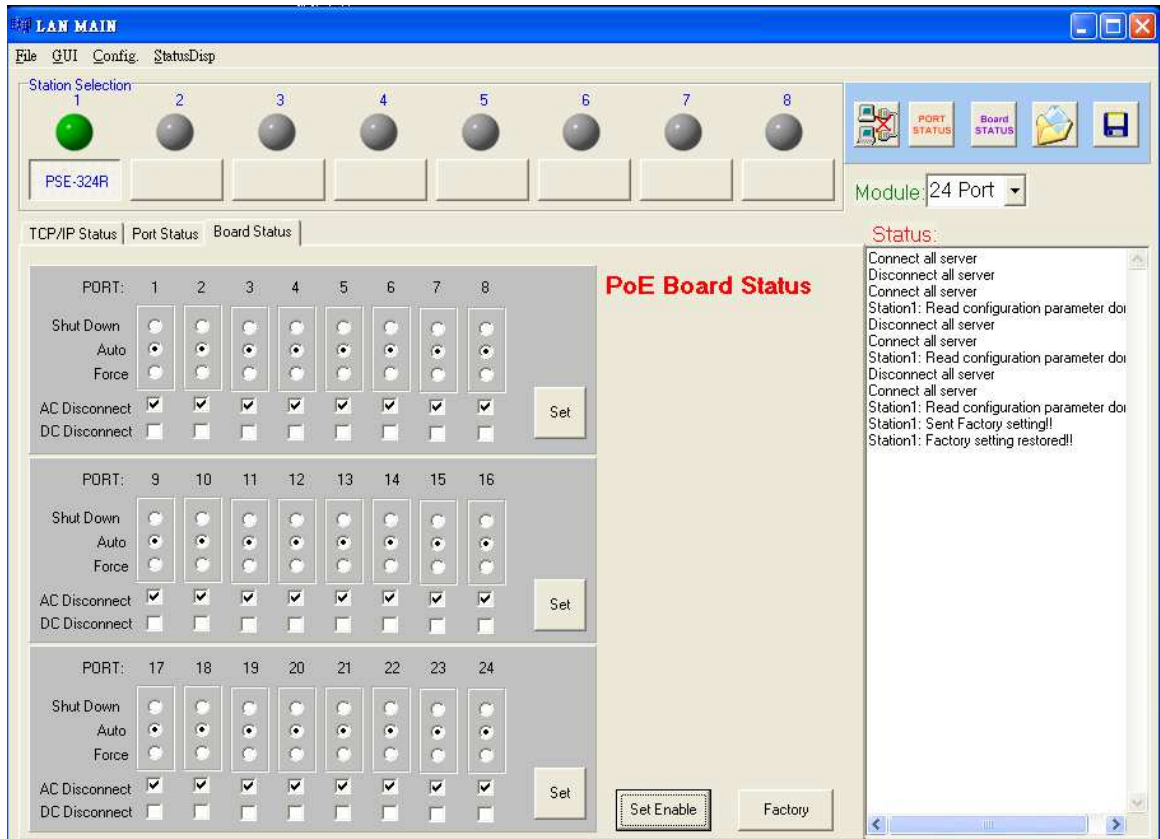 LAN MAIN
File GUI Config. StatusDisp
Station Selection
1 2 3 4 5 6 7 8
PSE-324R
PORT STATUS
Board STATUS
Module: 24 Port
TCP/IP Status Port Status Board Status
Status:
PoE Board Status
PORT: 1 2 3 4 5 6 7 8
Shut Down
Auto
Force
AC Disconnect
DC Disconnect
Set
PORT: 9 10 11 12 13 14 15 16
Shut Down
Auto
Force
AC Disconnect
DC Disconnect
Set
PORT: 17 18 19 20 21 22 23 24
Shut Down
Auto
Force
AC Disconnect
DC Disconnect
Set
Set Enable
Factory
Connect all server
Disconnect all server
Connect all server
Station1: Read configuration parameter
Disconnect all server
Connect all server
Station1: Read configuration parameter
Disconnect all server
Connect all server
Station1: Read configuration parameter
Station1: Sent Factory setting!!
Station1: Factory setting restored!!